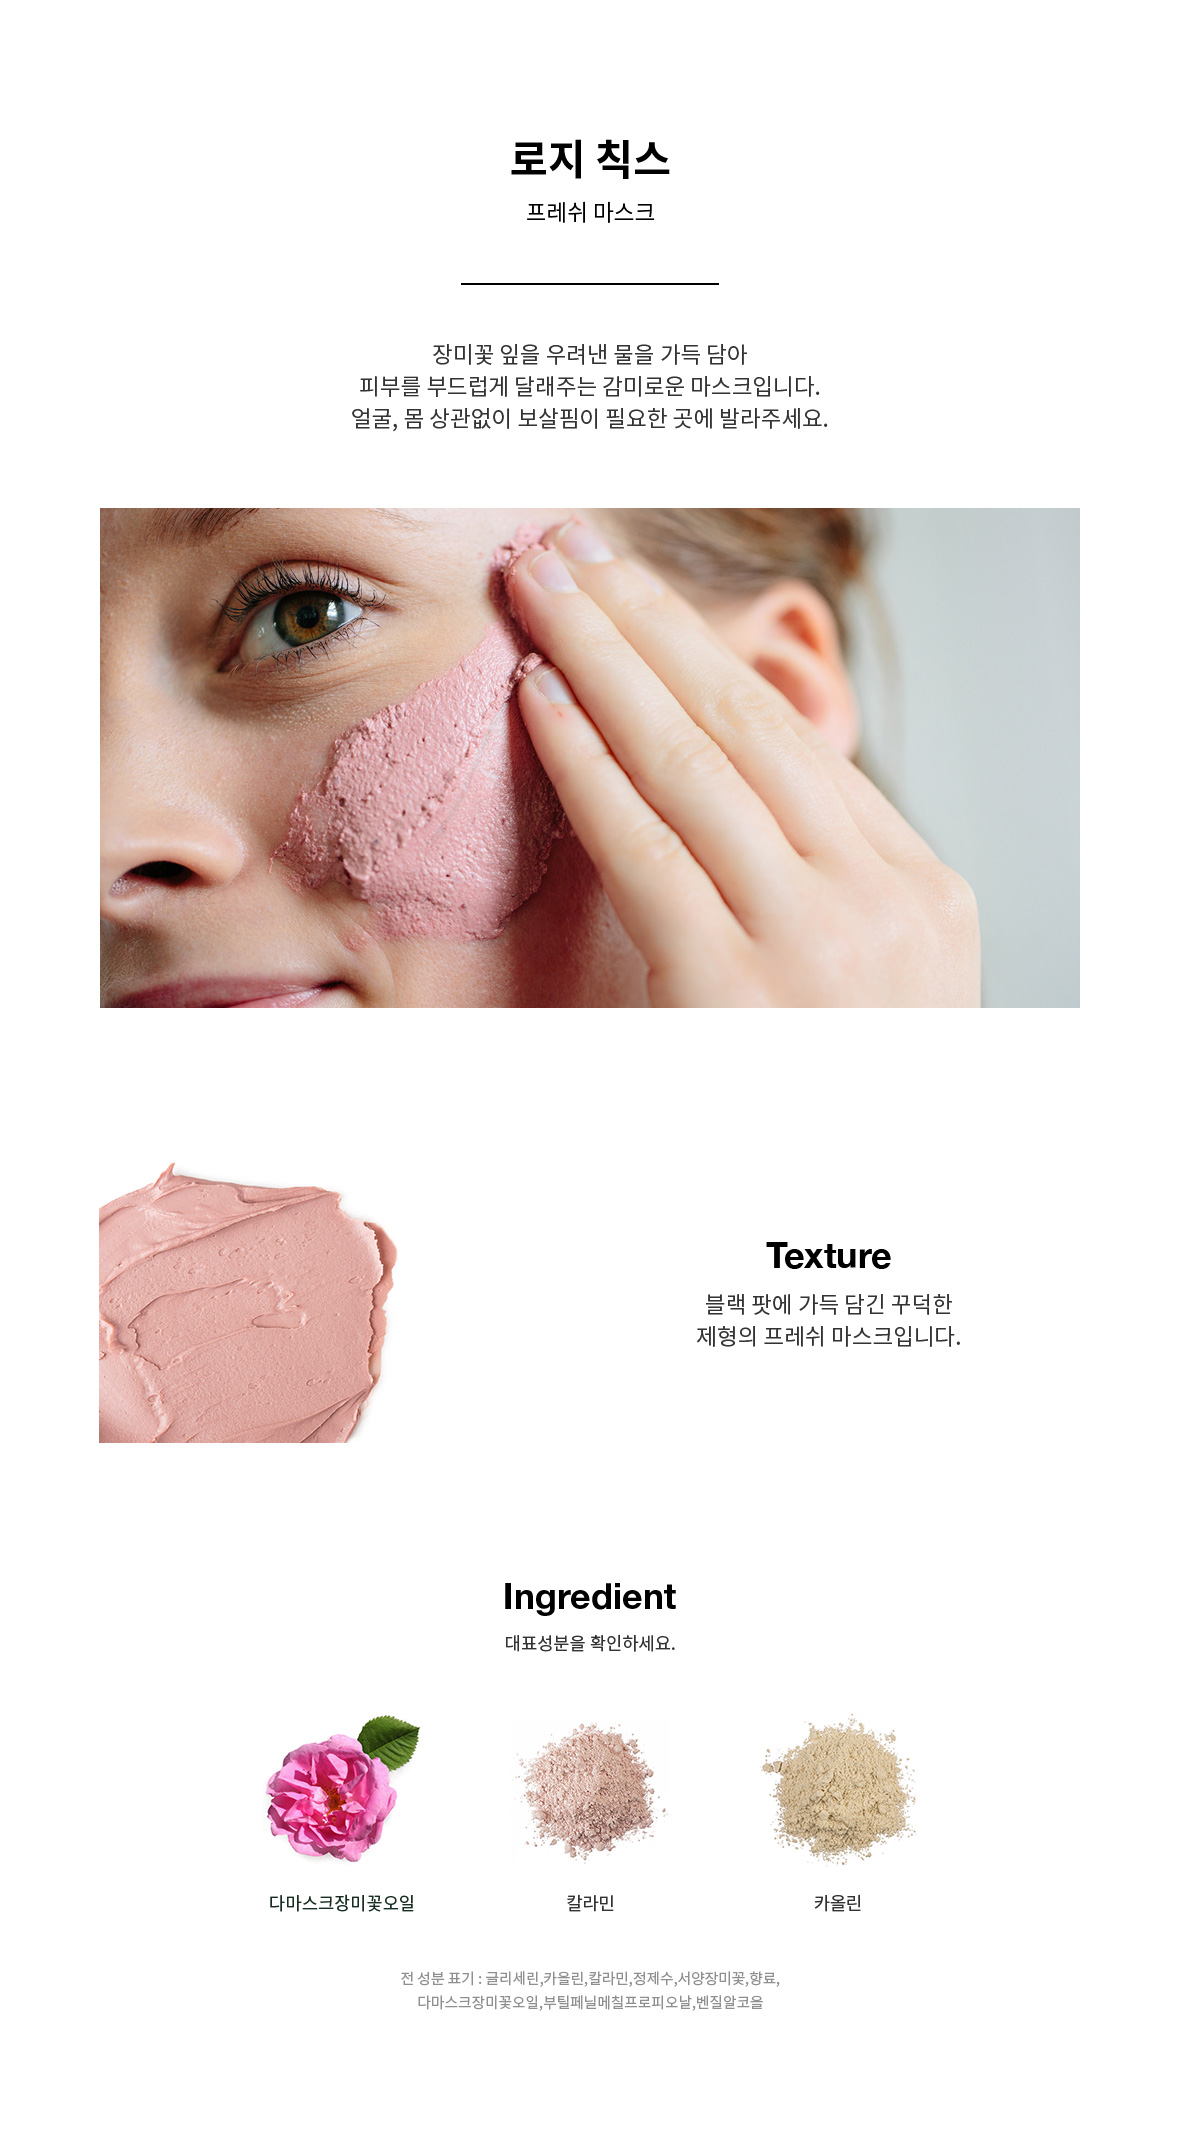 로지 칙스
프레쉬 마스크
장미꽃 잎을 우려낸 물을 가득 담아
피부를 부드럽게 달래주는 감미로운 마스크입니다.
얼굴, 몸 상관없이 보살핌이 필요한 곳에 발라주세요.
Texture
블랙 팟에 가득 담긴 꾸덕한
제형의 프레쉬 마스크입니다.
Ingredient
대표성분을 확인하세요.
다마스크장미꽃오일
칼라민
카올린
전 성분 표기 : 글리세린,카올린,칼라민,정제수,서양장미꽃,향료,
다마스크장미꽃오일,부틸페닐메칠프로피오날,벤질알코올